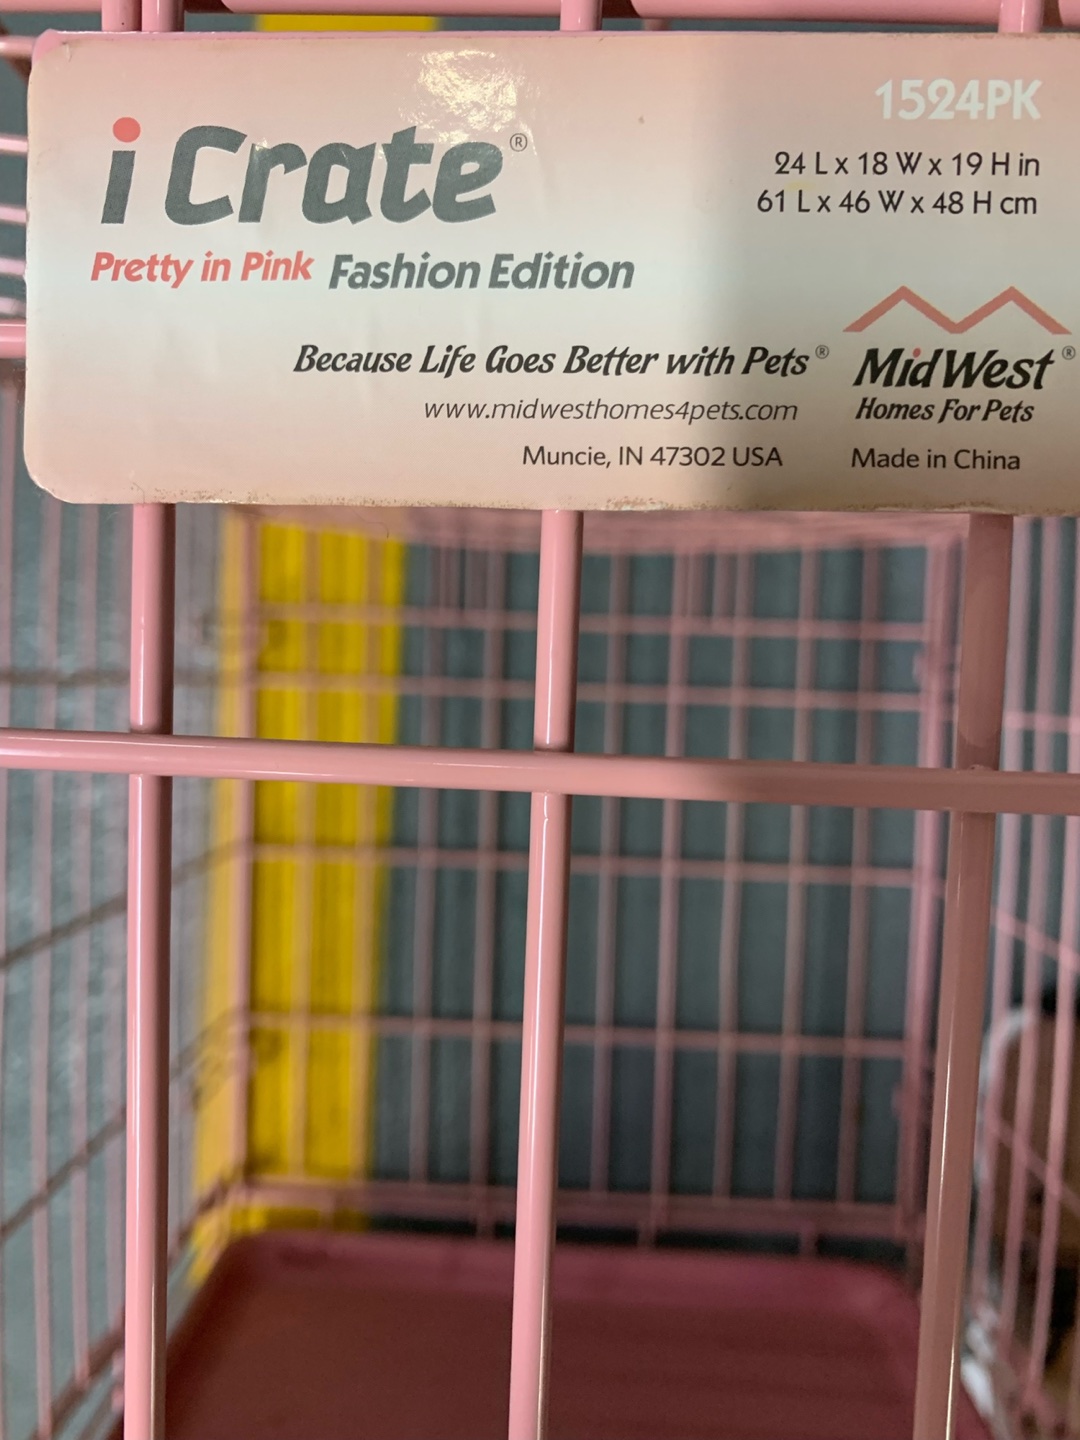 1524PK
i Crate®
24 L x 18 W x 19 H in
61 L x 46 W x 48 H cm
Pretty in Pink Fashion Edition
Because Life Goes Better with Pets®
MidWest®
www.midwesthomes4pets.com
Homes For Pets
Muncie, IN 47302 USA
Made in China